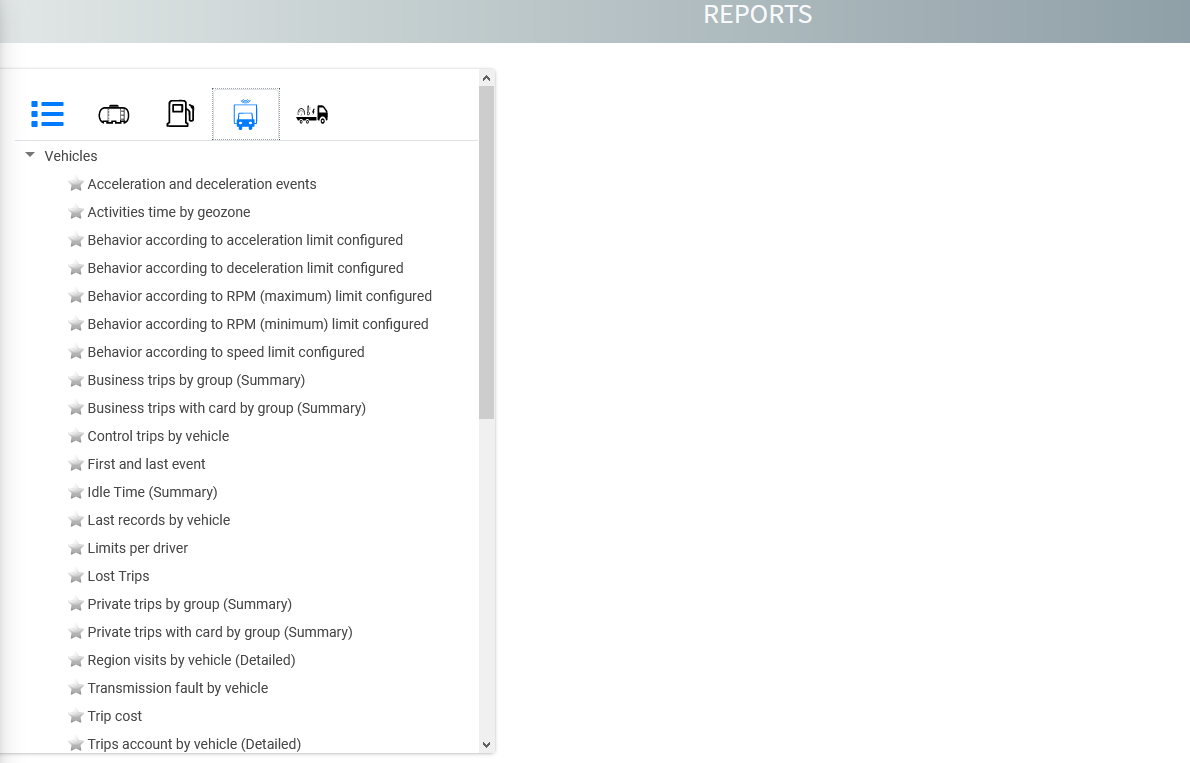 REPORTS
Vehicles
Acceleration and deceleration events
Activities time by geozone
Behavior according to acceleration limit configured
Behavior according to deceleration limit configured
Behavior according to RPM (maximum) limit configured
Behavior according to RPM (minimum) limit configured
Behavior according to speed limit configured
Business trips by group (Summary)
Business trips with card by group (Summary)
Control trips by vehicle
First and last event
Idle Time (Summary)
Last records by vehicle
Limits per driver
Lost Trips
Private trips by group (Summary)
Private trips with card by group (Summary)
Region visits by vehicle (Detailed)
Transmission fault by vehicle
Trip cost
Trips account by vehicle (Detailed)